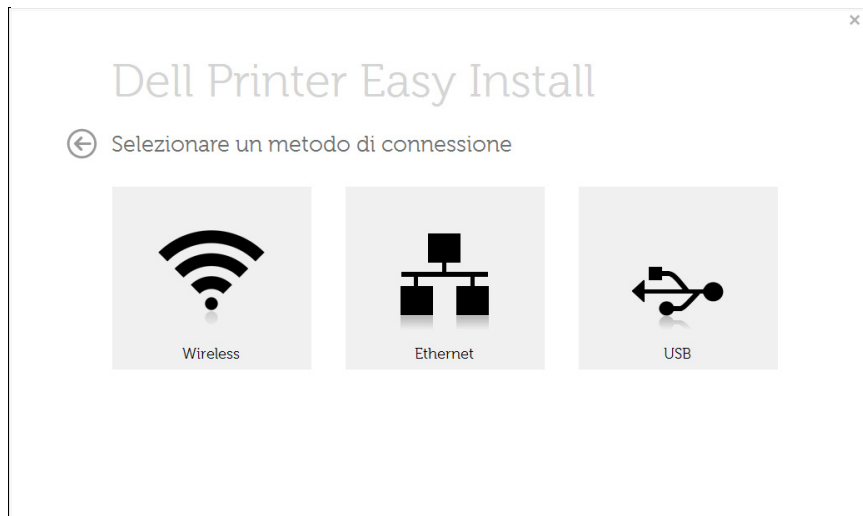 Dell Printer Easy Install
Selezionare un metodo di connessione
Wireless
Ethernet
USB